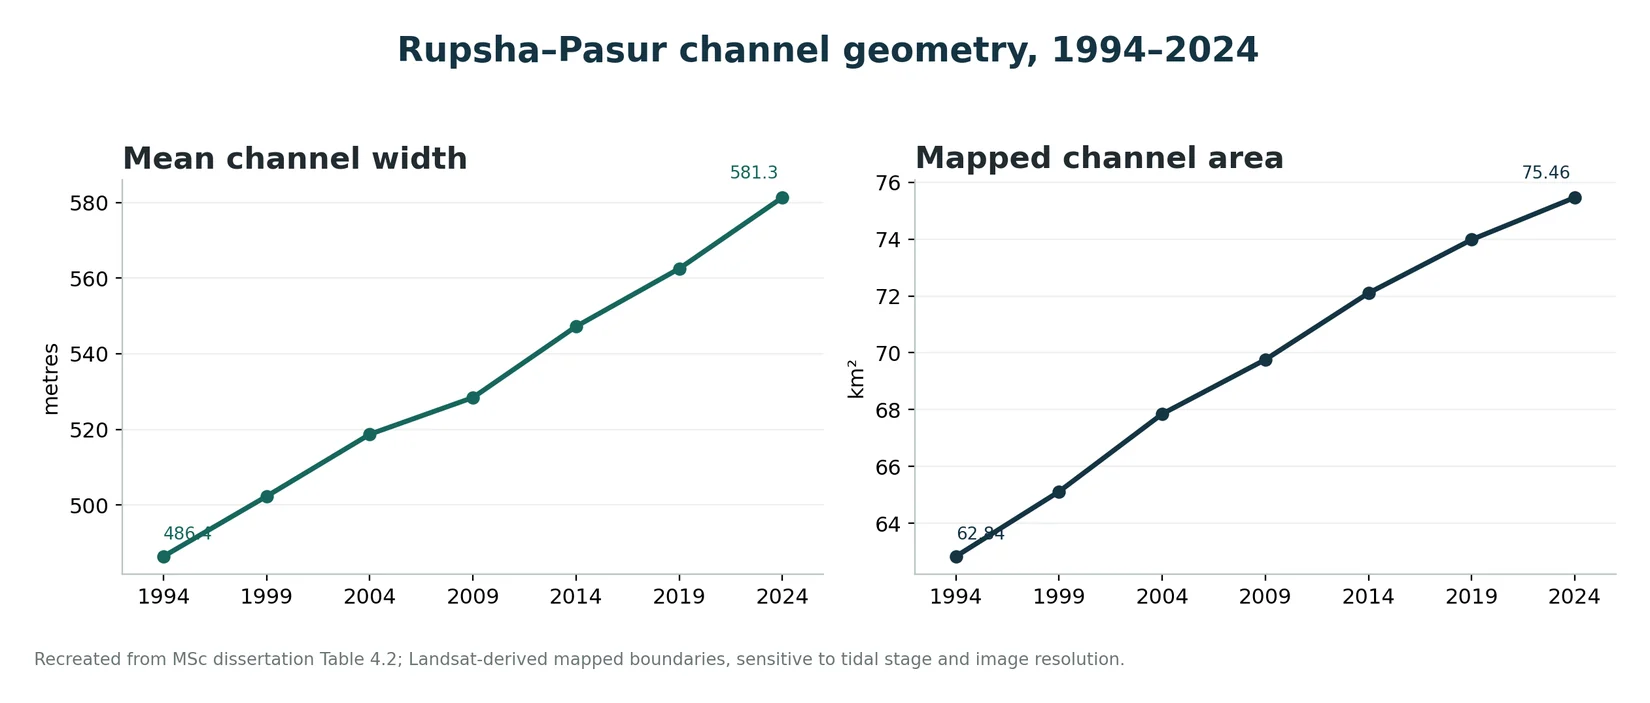 Rupsha–Pasur channel geometry, 1994–2024
Mean channel width
581.3
580
560
540
520
500
metres
486.4
1994 1999 2004 2009 2014 2019 2024
Mapped channel area
75.46
76
74
72
70
68
66
64
km²
62.84
1994 1999 2004 2009 2014 2019 2024
Recreated from MSc dissertation Table 4.2; Landsat-derived mapped boundaries, sensitive to tidal stage and image resolution.